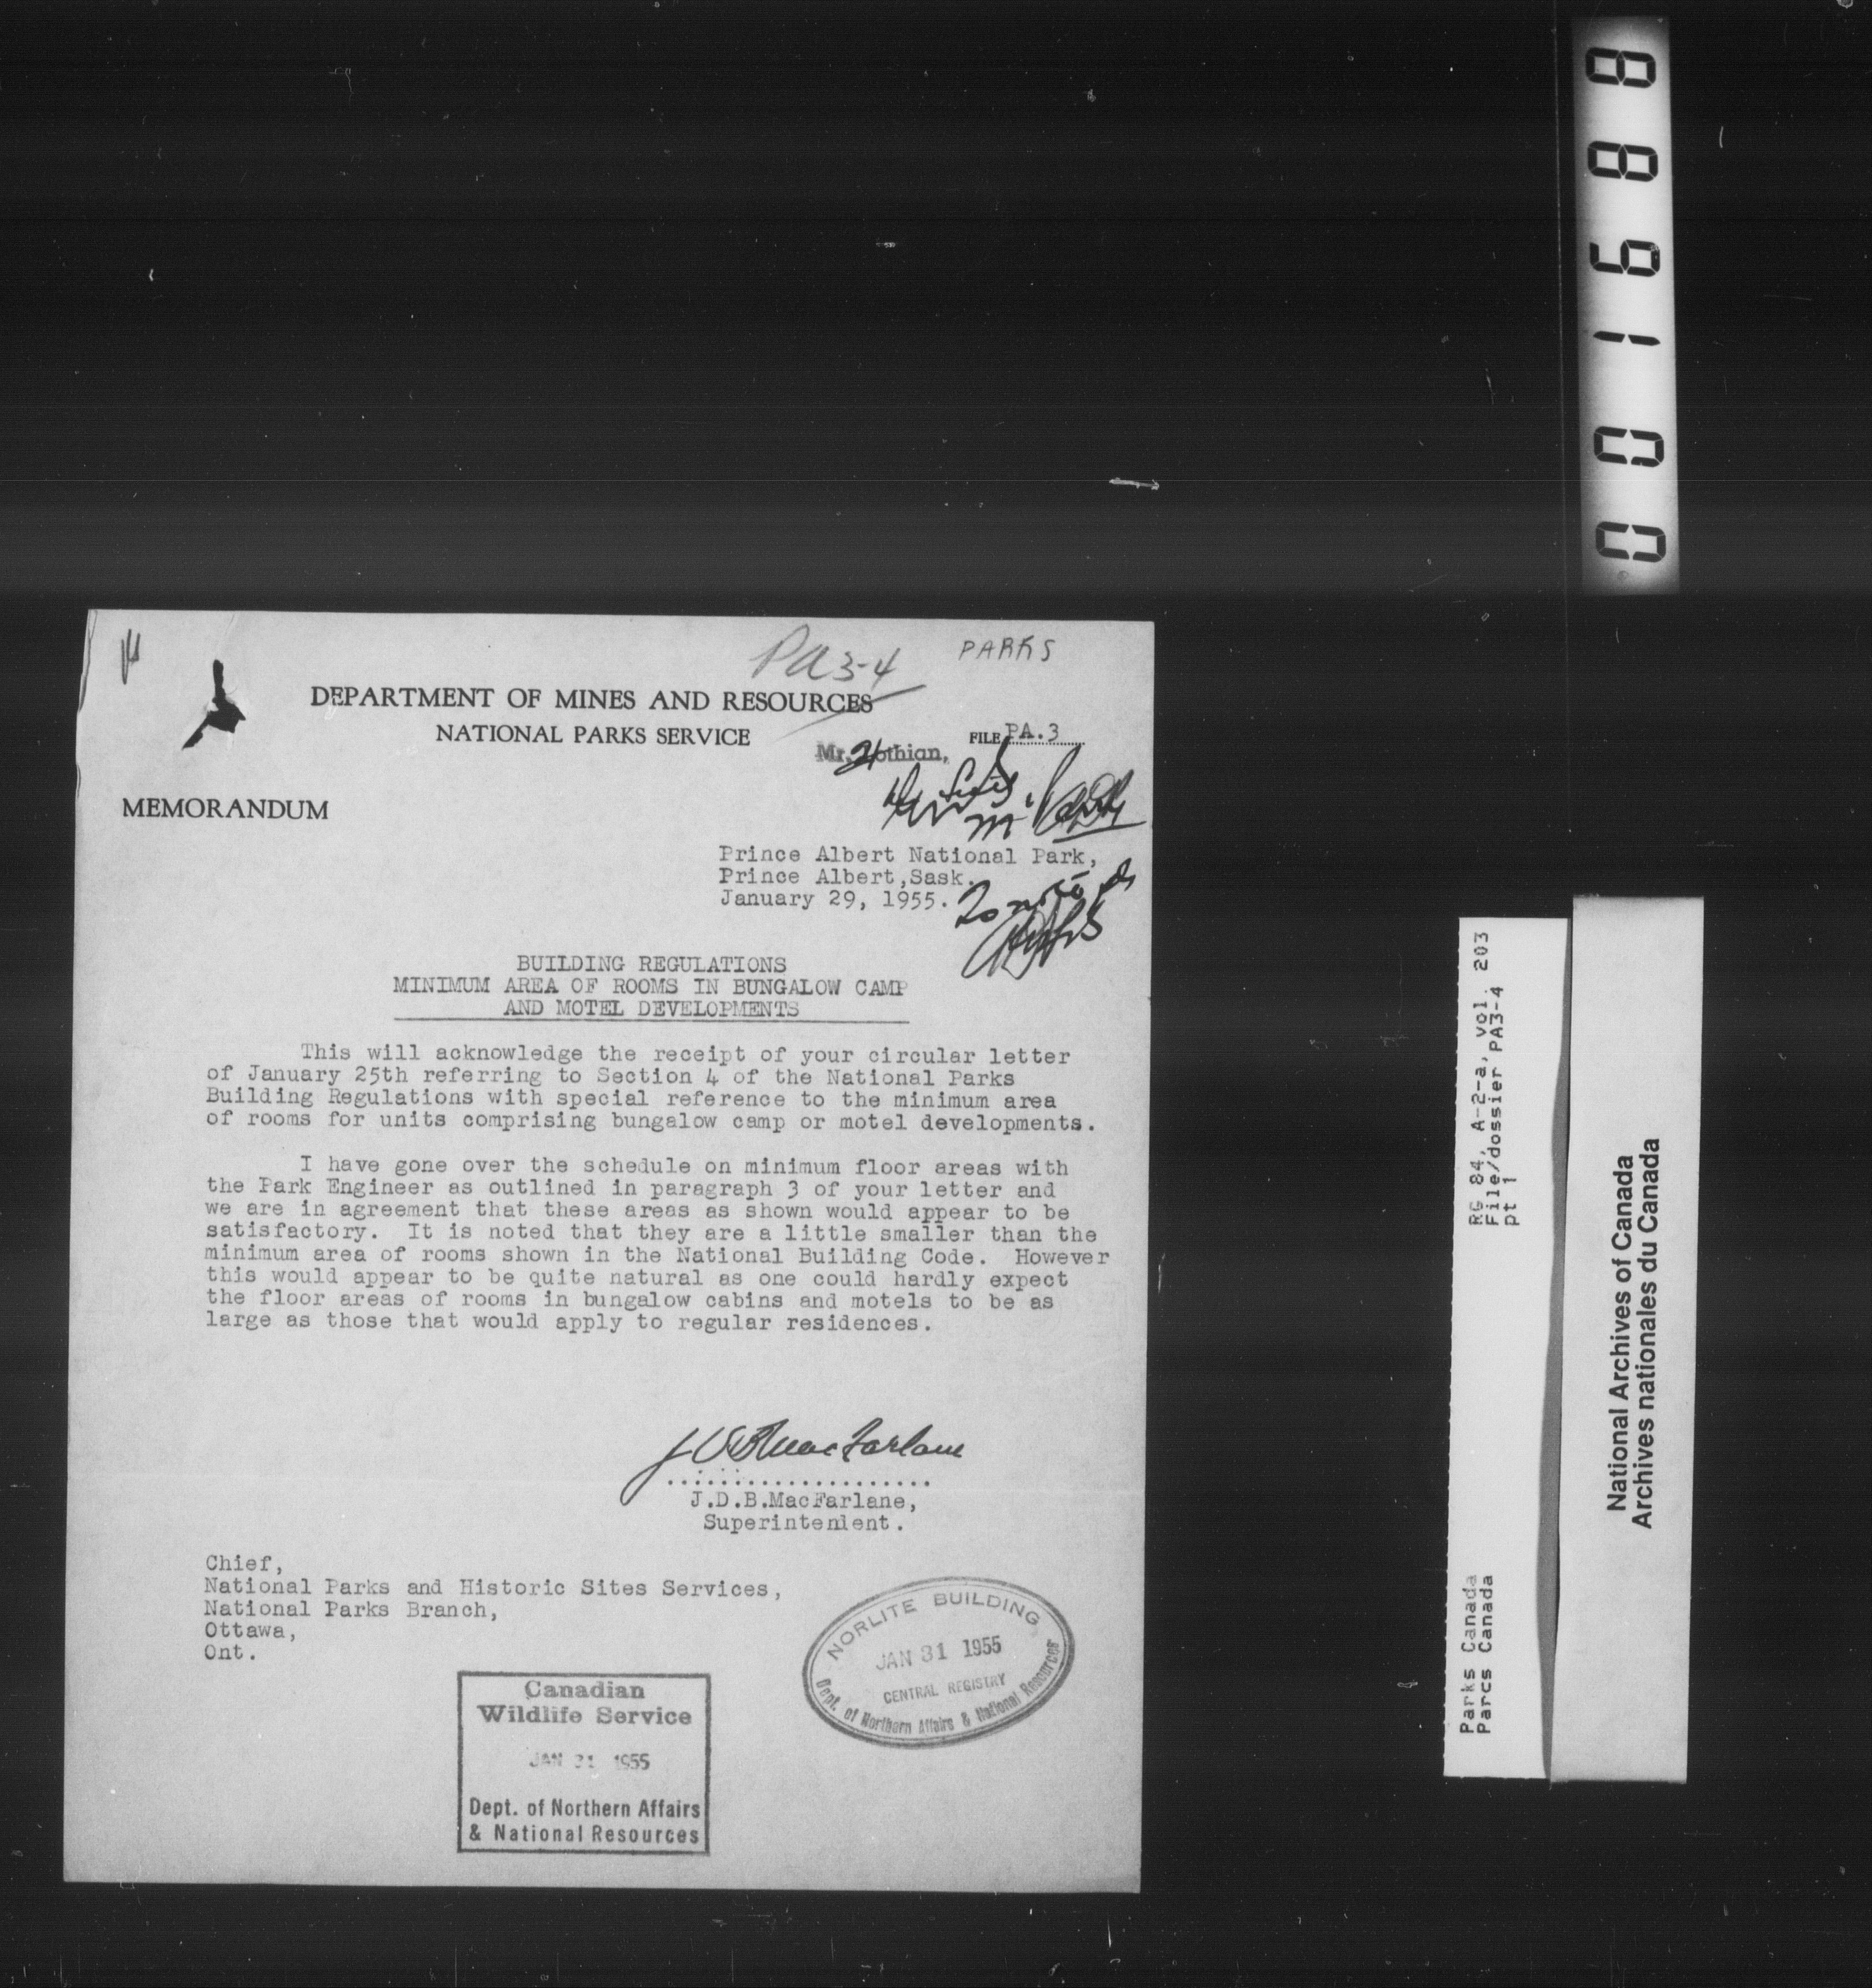 PA3-4
PARKS
DEPARTMENT OF MINES AND RESOURCES
NATIONAL PARKS SERVICE
FILE PA.3
MEMORANDUM
Prince Albert National Park,
Prince Albert,Sask.
January 29, 1955.
BUILDING REGULATIONS
MINIMUM AREA OF ROOMS IN BUNGALOW CAMP
AND MOTEL DEVELOPMENTS
This will acknowledge the receipt of your circular letter
of January 25th referring to Section 4 of the National Parks
Building Regulations with special reference to the minimum area
of rooms for units comprising bungalow camp or motel developments.
I have gone over the schedule on minimum floor areas with
the Park Engineer as outlined in paragraph 3 of your letter and
we are in agreement that these areas as shown would appear to be
satisfactory. It is noted that they are a little smaller than the
minimum area of rooms shown in the National Building Code. However
this would appear to be quite natural as one could hardly expect
the floor areas of rooms in bungalow cabins and motels to be as
large as those that would apply to regular residences.
JDBMacFarlane
J.D.B.MacFarlane,
Superintendent.
Chief,
National Parks and Historic Sites Services,
National Parks Branch,
Ottawa,
Ont.
NORLITE BUILDING
JAN 31 1955
CENTRAL REGISTRY
Dept. of Northern Affairs & National Resources
Canadian
Wildlife Service
JAN 31 1955
Dept. of Northern Affairs
& National Resources
001688
RG 84, A-2-a, vol. 203
File/dossier PA3-4
pt 1
Parks Canada
Parcs Canada
National Archives of Canada
Archives nationales du Canada